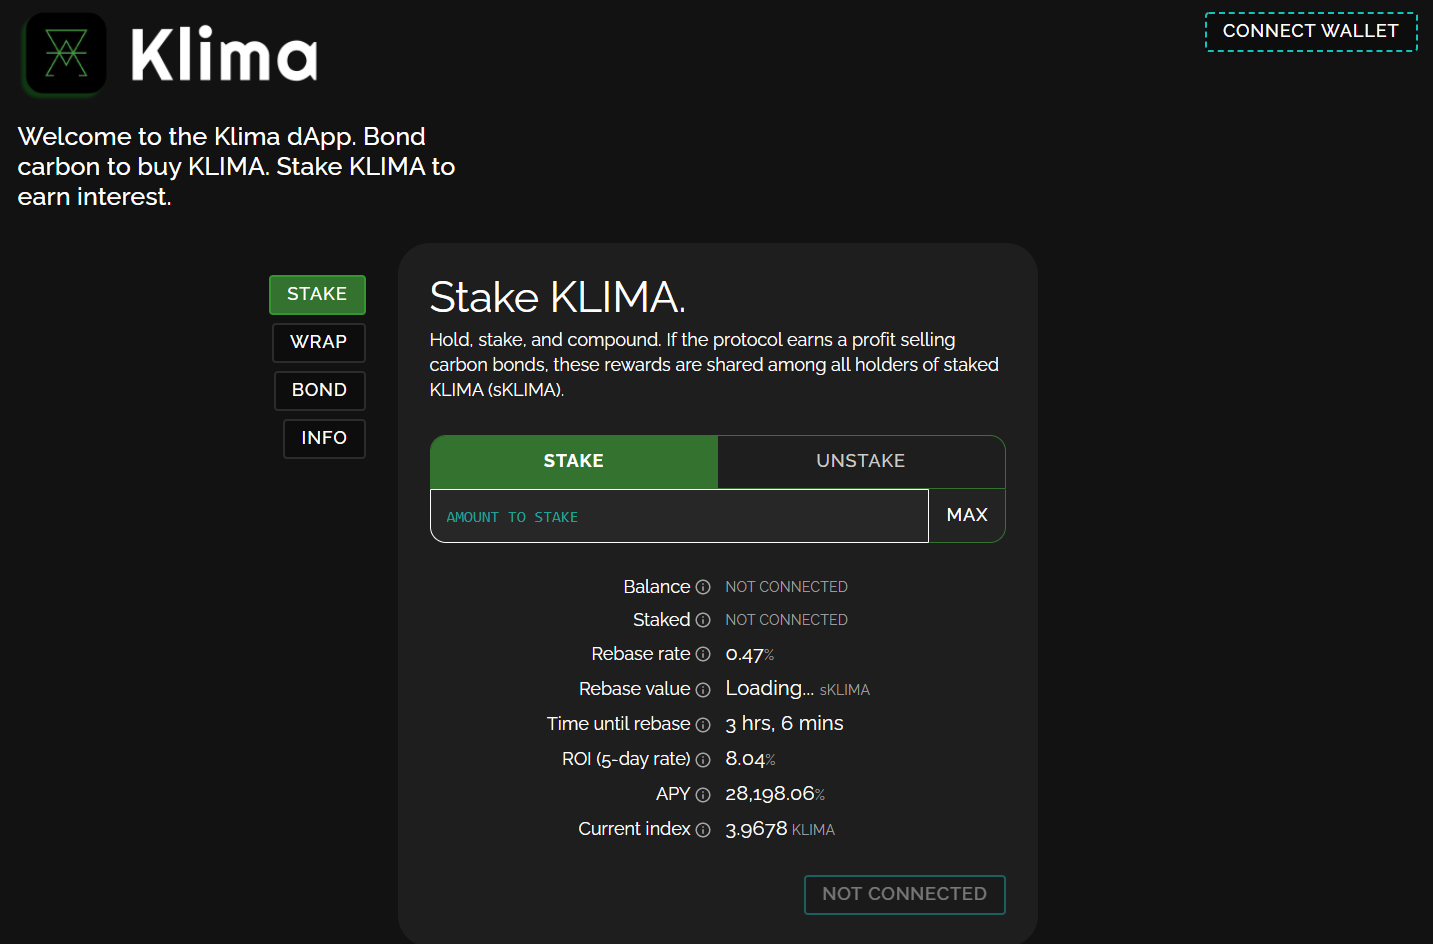 Klima
CONNECT WALLET
Welcome to the Klima dApp. Bond
carbon to buy KLIMA. Stake KLIMA to
earn interest.
STAKE
WRAP
BOND
INFO
Stake KLIMA.
Hold, stake, and compound. If the protocol earns a profit selling
carbon bonds, these rewards are shared among all holders of staked
KLIMA (sKLIMA).
STAKE UNSTAKE
AMOUNT TO STAKE MAX
Balance NOT CONNECTED
Staked NOT CONNECTED
Rebase rate 0.47%
Rebase value Loading... sKLIMA
Time until rebase 3 hrs, 6 mins
ROI (5-day rate) 8.04%
APY 28,198.06%
Current index 3.9678 KLIMA
NOT CONNECTED